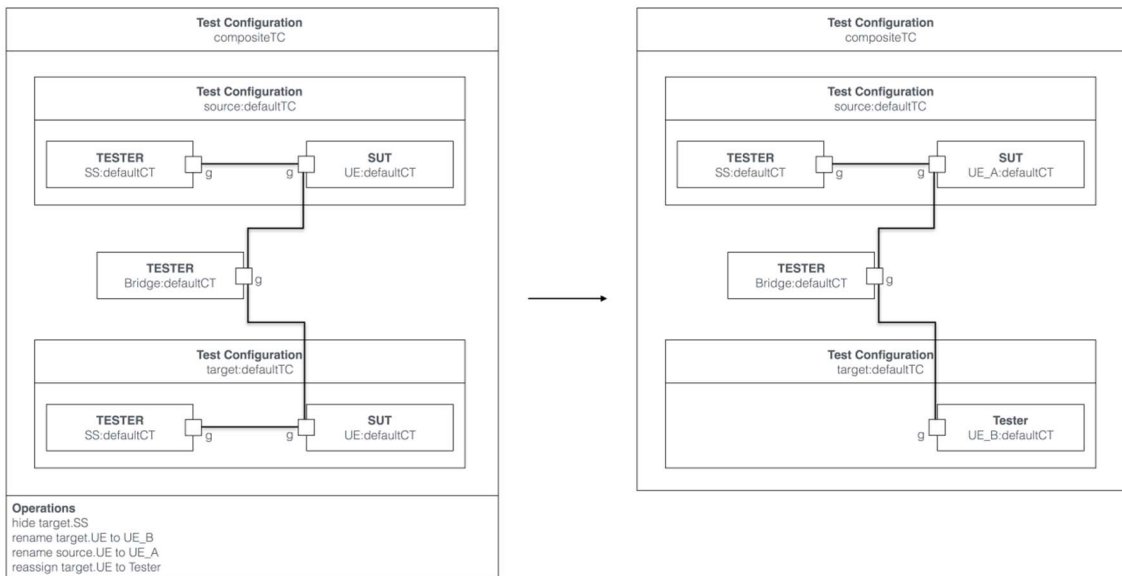 Test Configuration
compositeTC
Test Configuration
source:defaultTC
TESTER
SS:defaultCT
g
g
SUT
UE:defaultCT
TESTER
Bridge:defaultCT
g
Test Configuration
target:defaultTC
TESTER
SS:defaultCT
g
g
SUT
UE:defaultCT
Operations
hide target.SS
rename target.UE to UE_B
rename source.UE to UE_A
reassign target.UE to Tester
Test Configuration
compositeTC
Test Configuration
source:defaultTC
TESTER
SS:defaultCT
g
g
SUT
UE_A:defaultCT
TESTER
Bridge:defaultCT
g
Test Configuration
target:defaultTC
g
Tester
UE_B:defaultCT